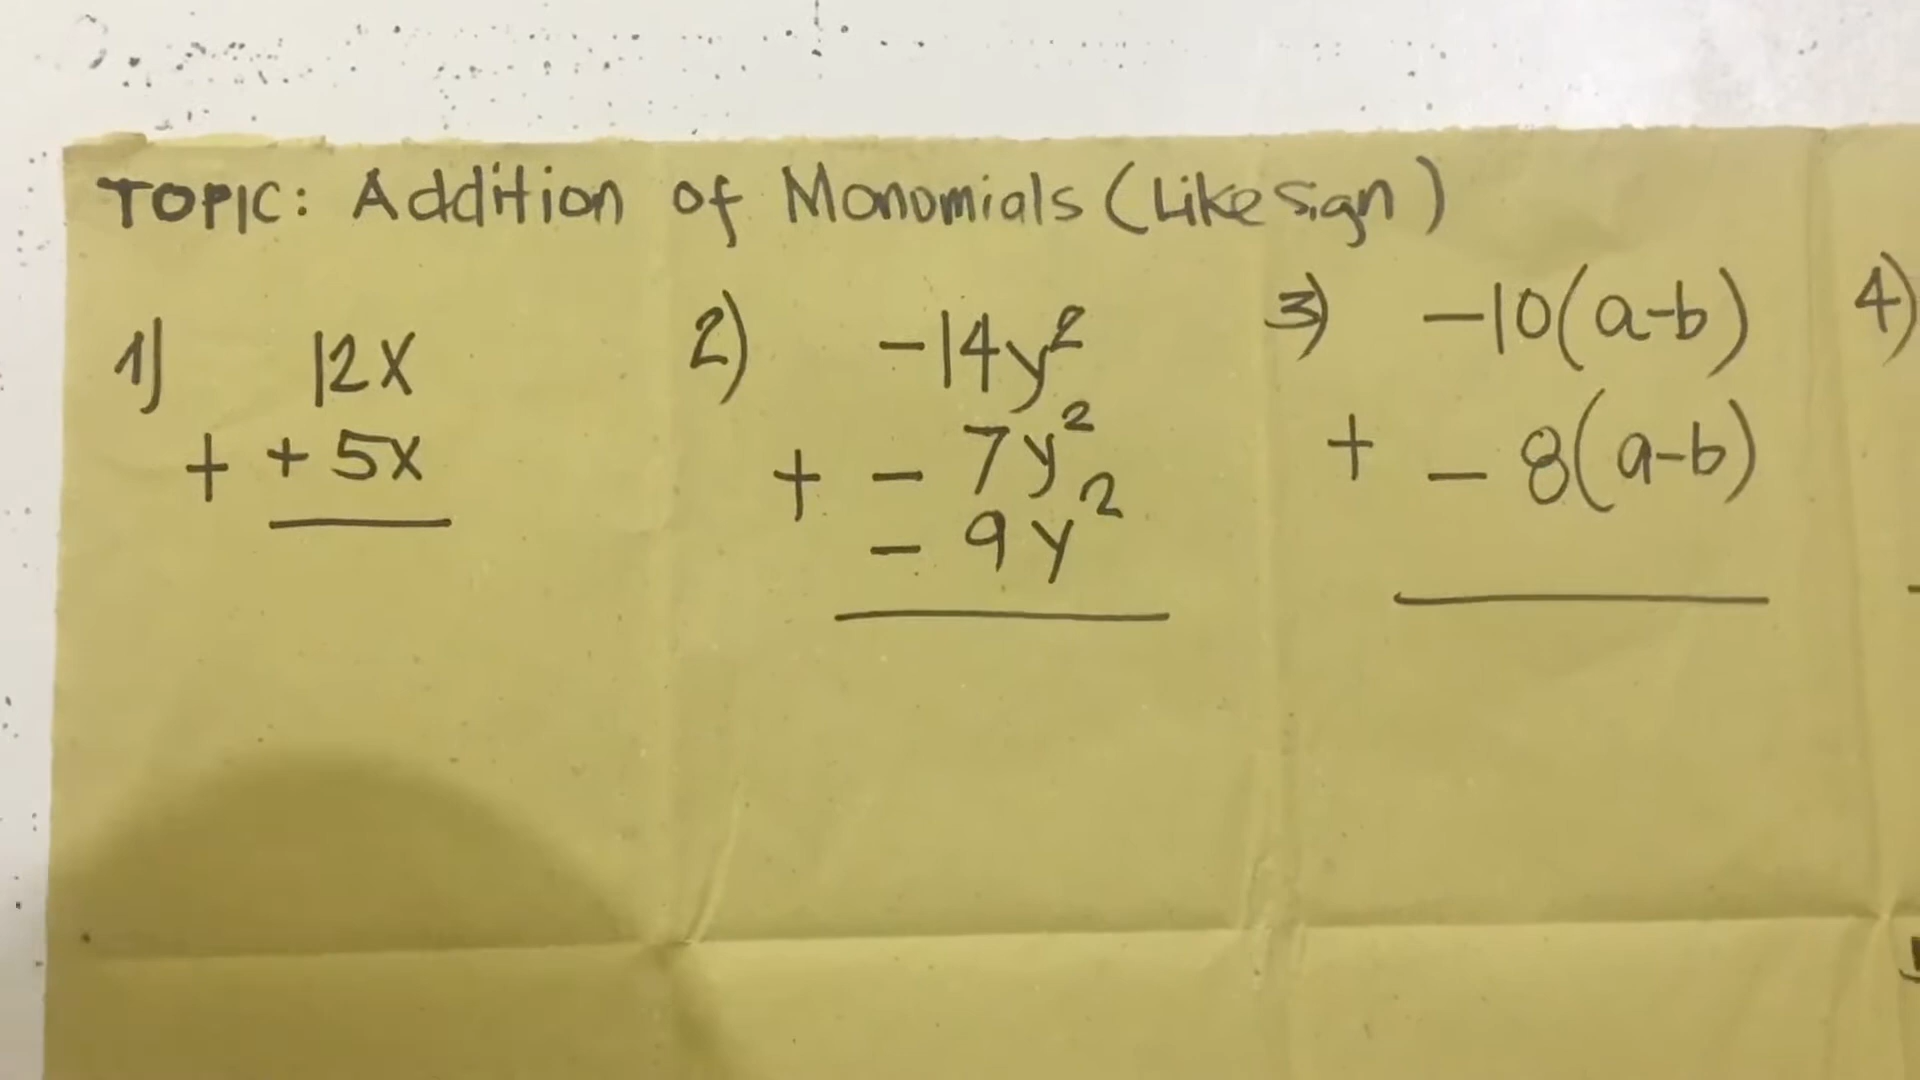 TOPIC: Addition of Monomials (Like Sign)
1) 12x
+ + 5x
2) -14y²
+ - 7y²
- 9y²
3) -10(a-b)
+ - 8(a-b)
4)